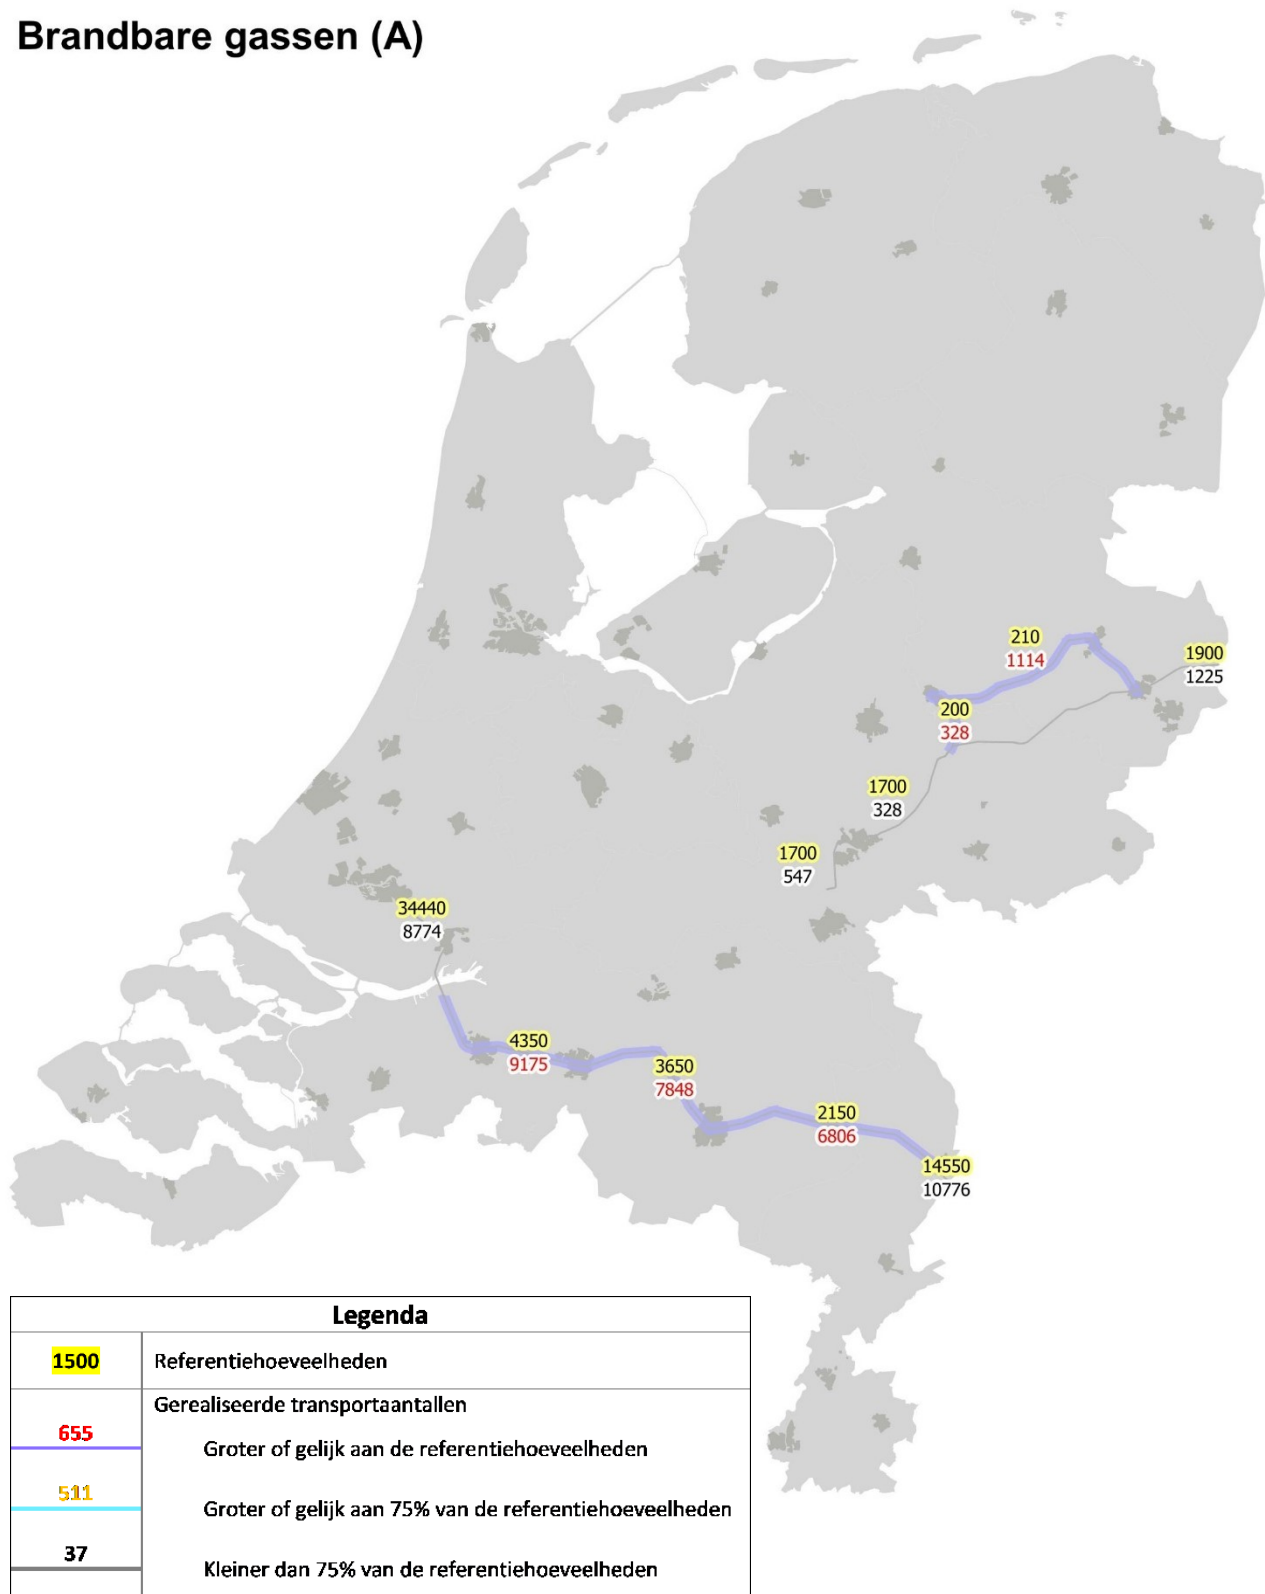 Brandbare gassen (A)
210
1114
1900
1225
200
328
1700
328
1700
547
34440
8774
4350
9175
3650
7848
2150
6806
14550
10776
Legenda
1500 Referentiehoeveelheden
Gerealiseerde transportaantallen
655 Groter of gelijk aan de referentiehoeveelheden
511 Groter of gelijk aan 75% van de referentiehoeveelheden
37 Kleiner dan 75% van de referentiehoeveelheden